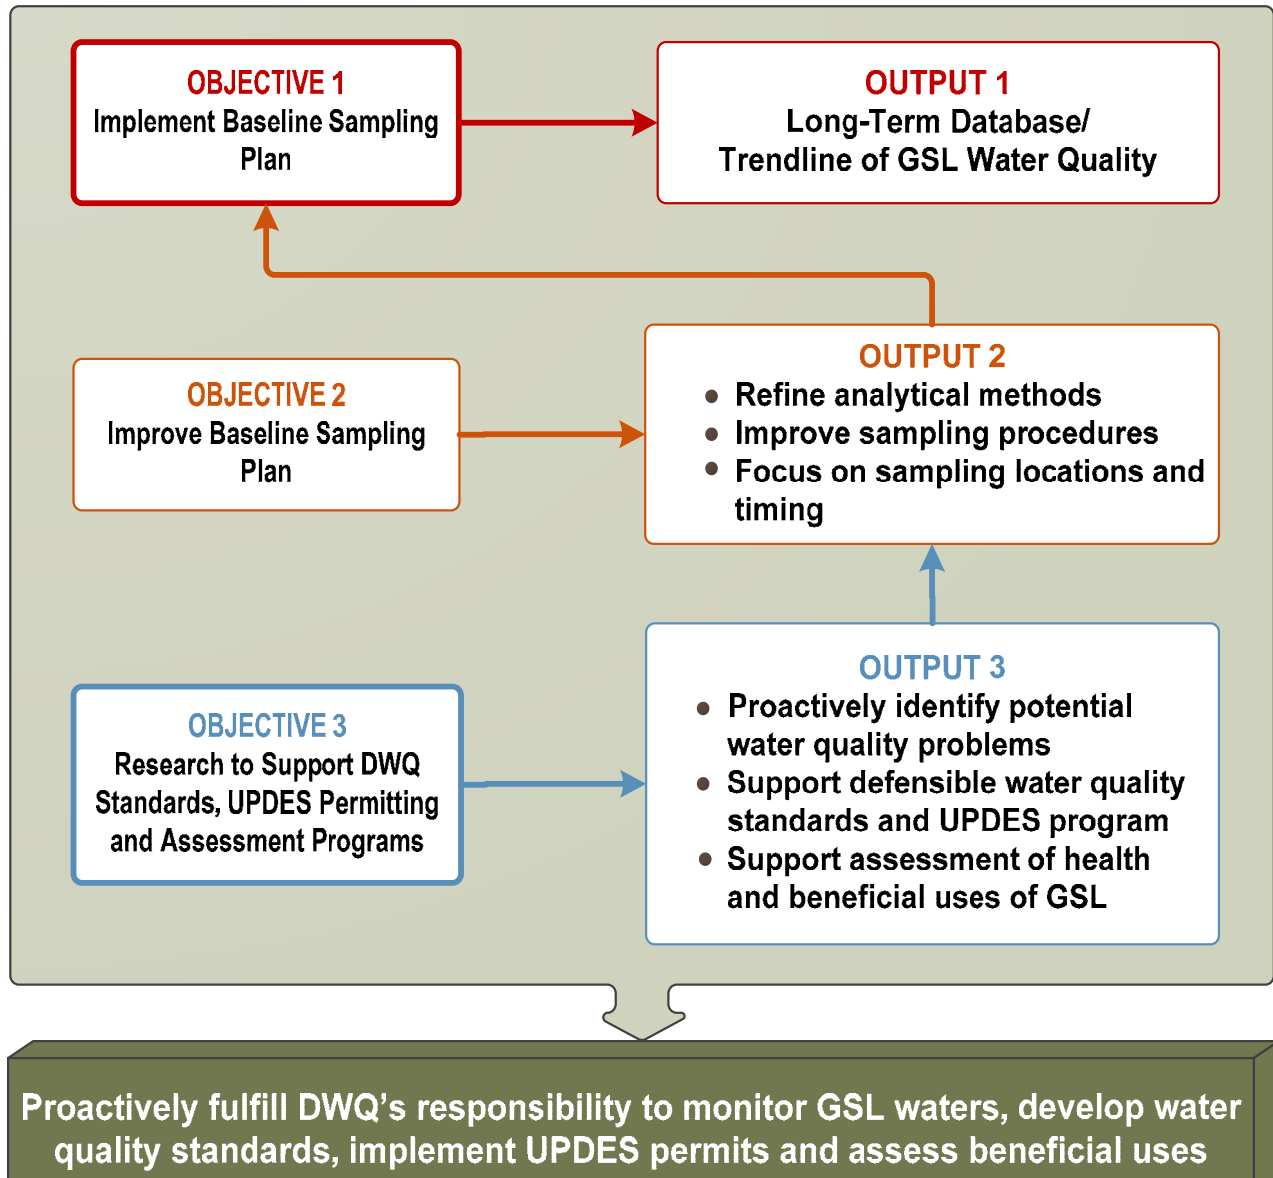 OBJECTIVE 1
Implement Baseline Sampling
Plan
OUTPUT 1
Long-Term Database/
Trendline of GSL Water Quality
OBJECTIVE 2
Improve Baseline Sampling
Plan
OUTPUT 2
• Refine analytical methods
• Improve sampling procedures
• Focus on sampling locations and
timing
OBJECTIVE 3
Research to Support DWQ
Standards, UPDES Permitting
and Assessment Programs
OUTPUT 3
• Proactively identify potential
water quality problems
• Support defensible water quality
standards and UPDES program
• Support assessment of health
and beneficial uses of GSL
Proactively fulfill DWQ’s responsibility to monitor GSL waters, develop water
quality standards, implement UPDES permits and assess beneficial uses